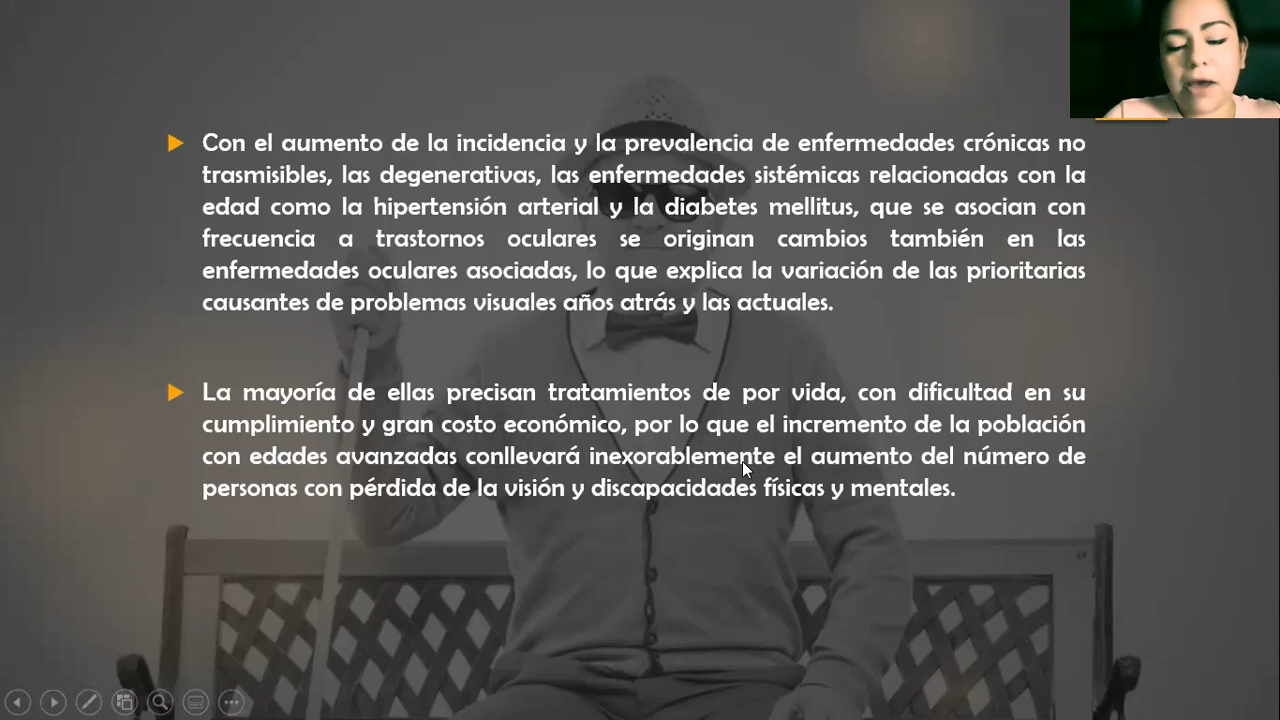 Con el aumento de la incidencia y la prevalencia de enfermedades crónicas no
trasmisibles, las degenerativas, las enfermedades sistémicas relacionadas con la
edad como la hipertensión arterial y la diabetes mellitus, que se asocian con
frecuencia a trastornos oculares se originan cambios también en las
enfermedades oculares asociadas, lo que explica la variación de las prioritarias
causantes de problemas visuales años atrás y las actuales.
La mayoría de ellas precisan tratamientos de por vida, con dificultad en su
cumplimiento y gran costo económico, por lo que el incremento de la población
con edades avanzadas conllevará inexorablemente el aumento del número de
personas con pérdida de la visión y discapacidades físicas y mentales.